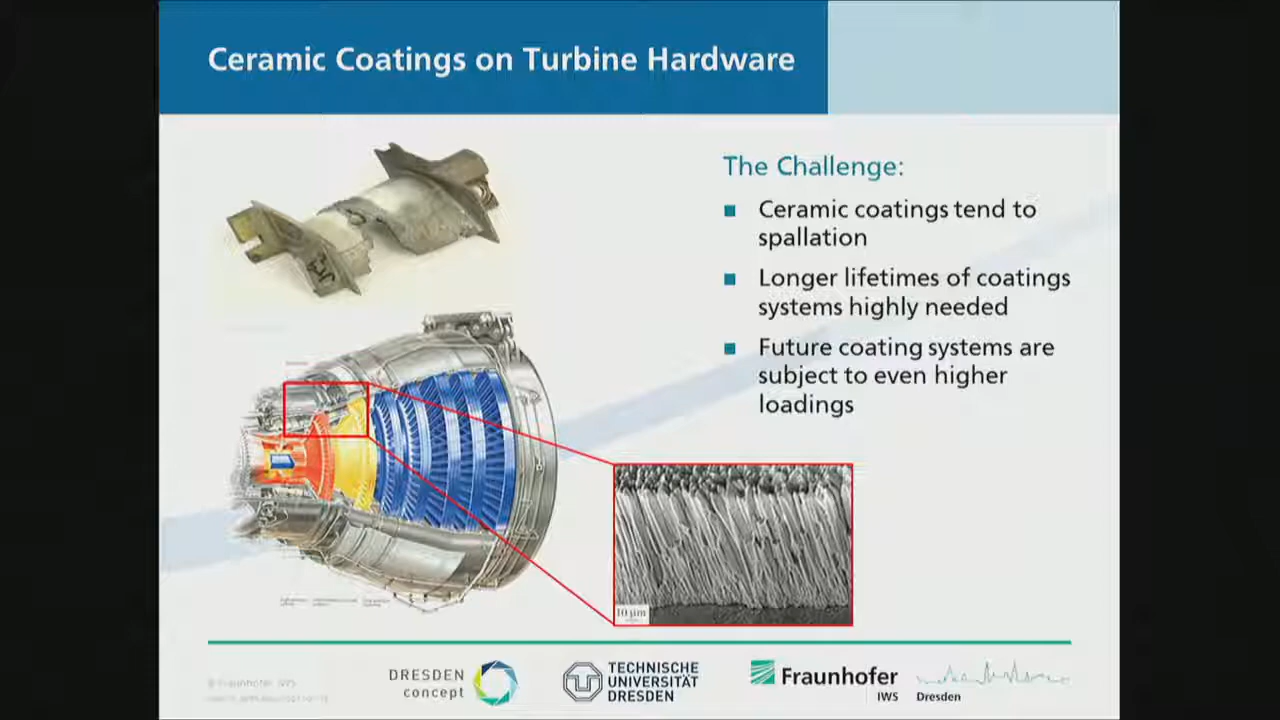 Ceramic Coatings on Turbine Hardware
The Challenge:
Ceramic coatings tend to
spallation
Longer lifetimes of coatings
systems highly needed
Future coating systems are
subject to even higher
loadings
10 µm
DRESDEN
concept
TECHNISCHE
UNIVERSITÄT
DRESDEN
Fraunhofer
IWS
Dresden
© Fraunhofer IWS